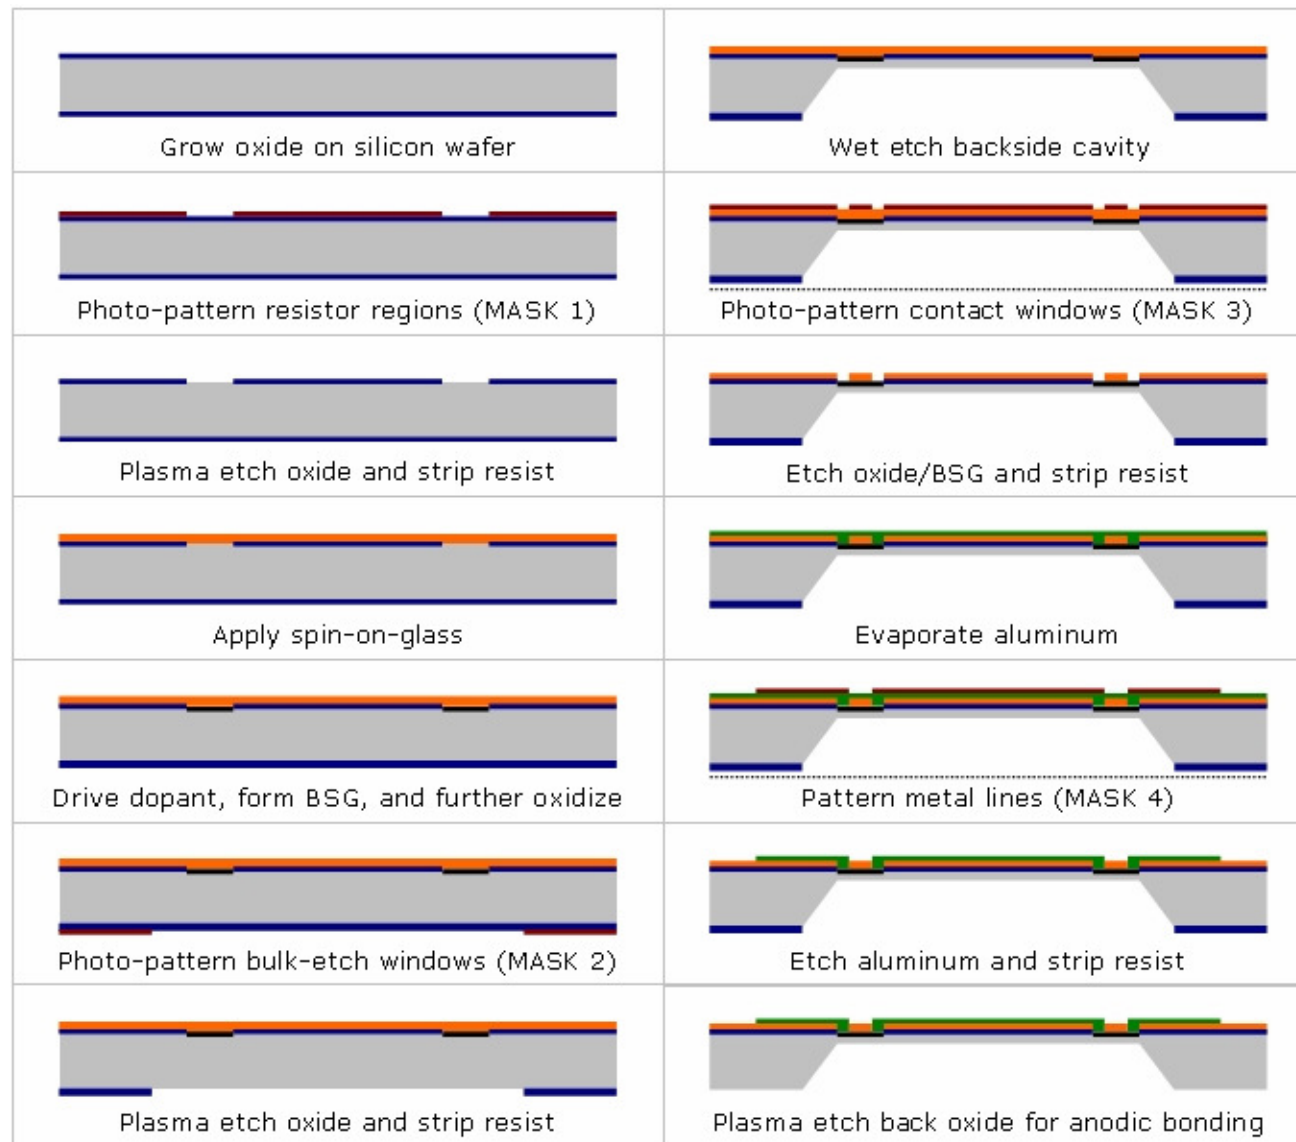 Grow oxide on silicon wafer
Photo-pattern resistor regions (MASK 1)
Plasma etch oxide and strip resist
Apply spin-on-glass
Drive dopant, form BSG, and further oxidize
Photo-pattern bulk-etch windows (MASK 2)
Plasma etch oxide and strip resist
Wet etch backside cavity
Photo-pattern contact windows (MASK 3)
Etch oxide/BSG and strip resist
Evaporate aluminum
Pattern metal lines (MASK 4)
Etch aluminum and strip resist
Plasma etch back oxide for anodic bonding